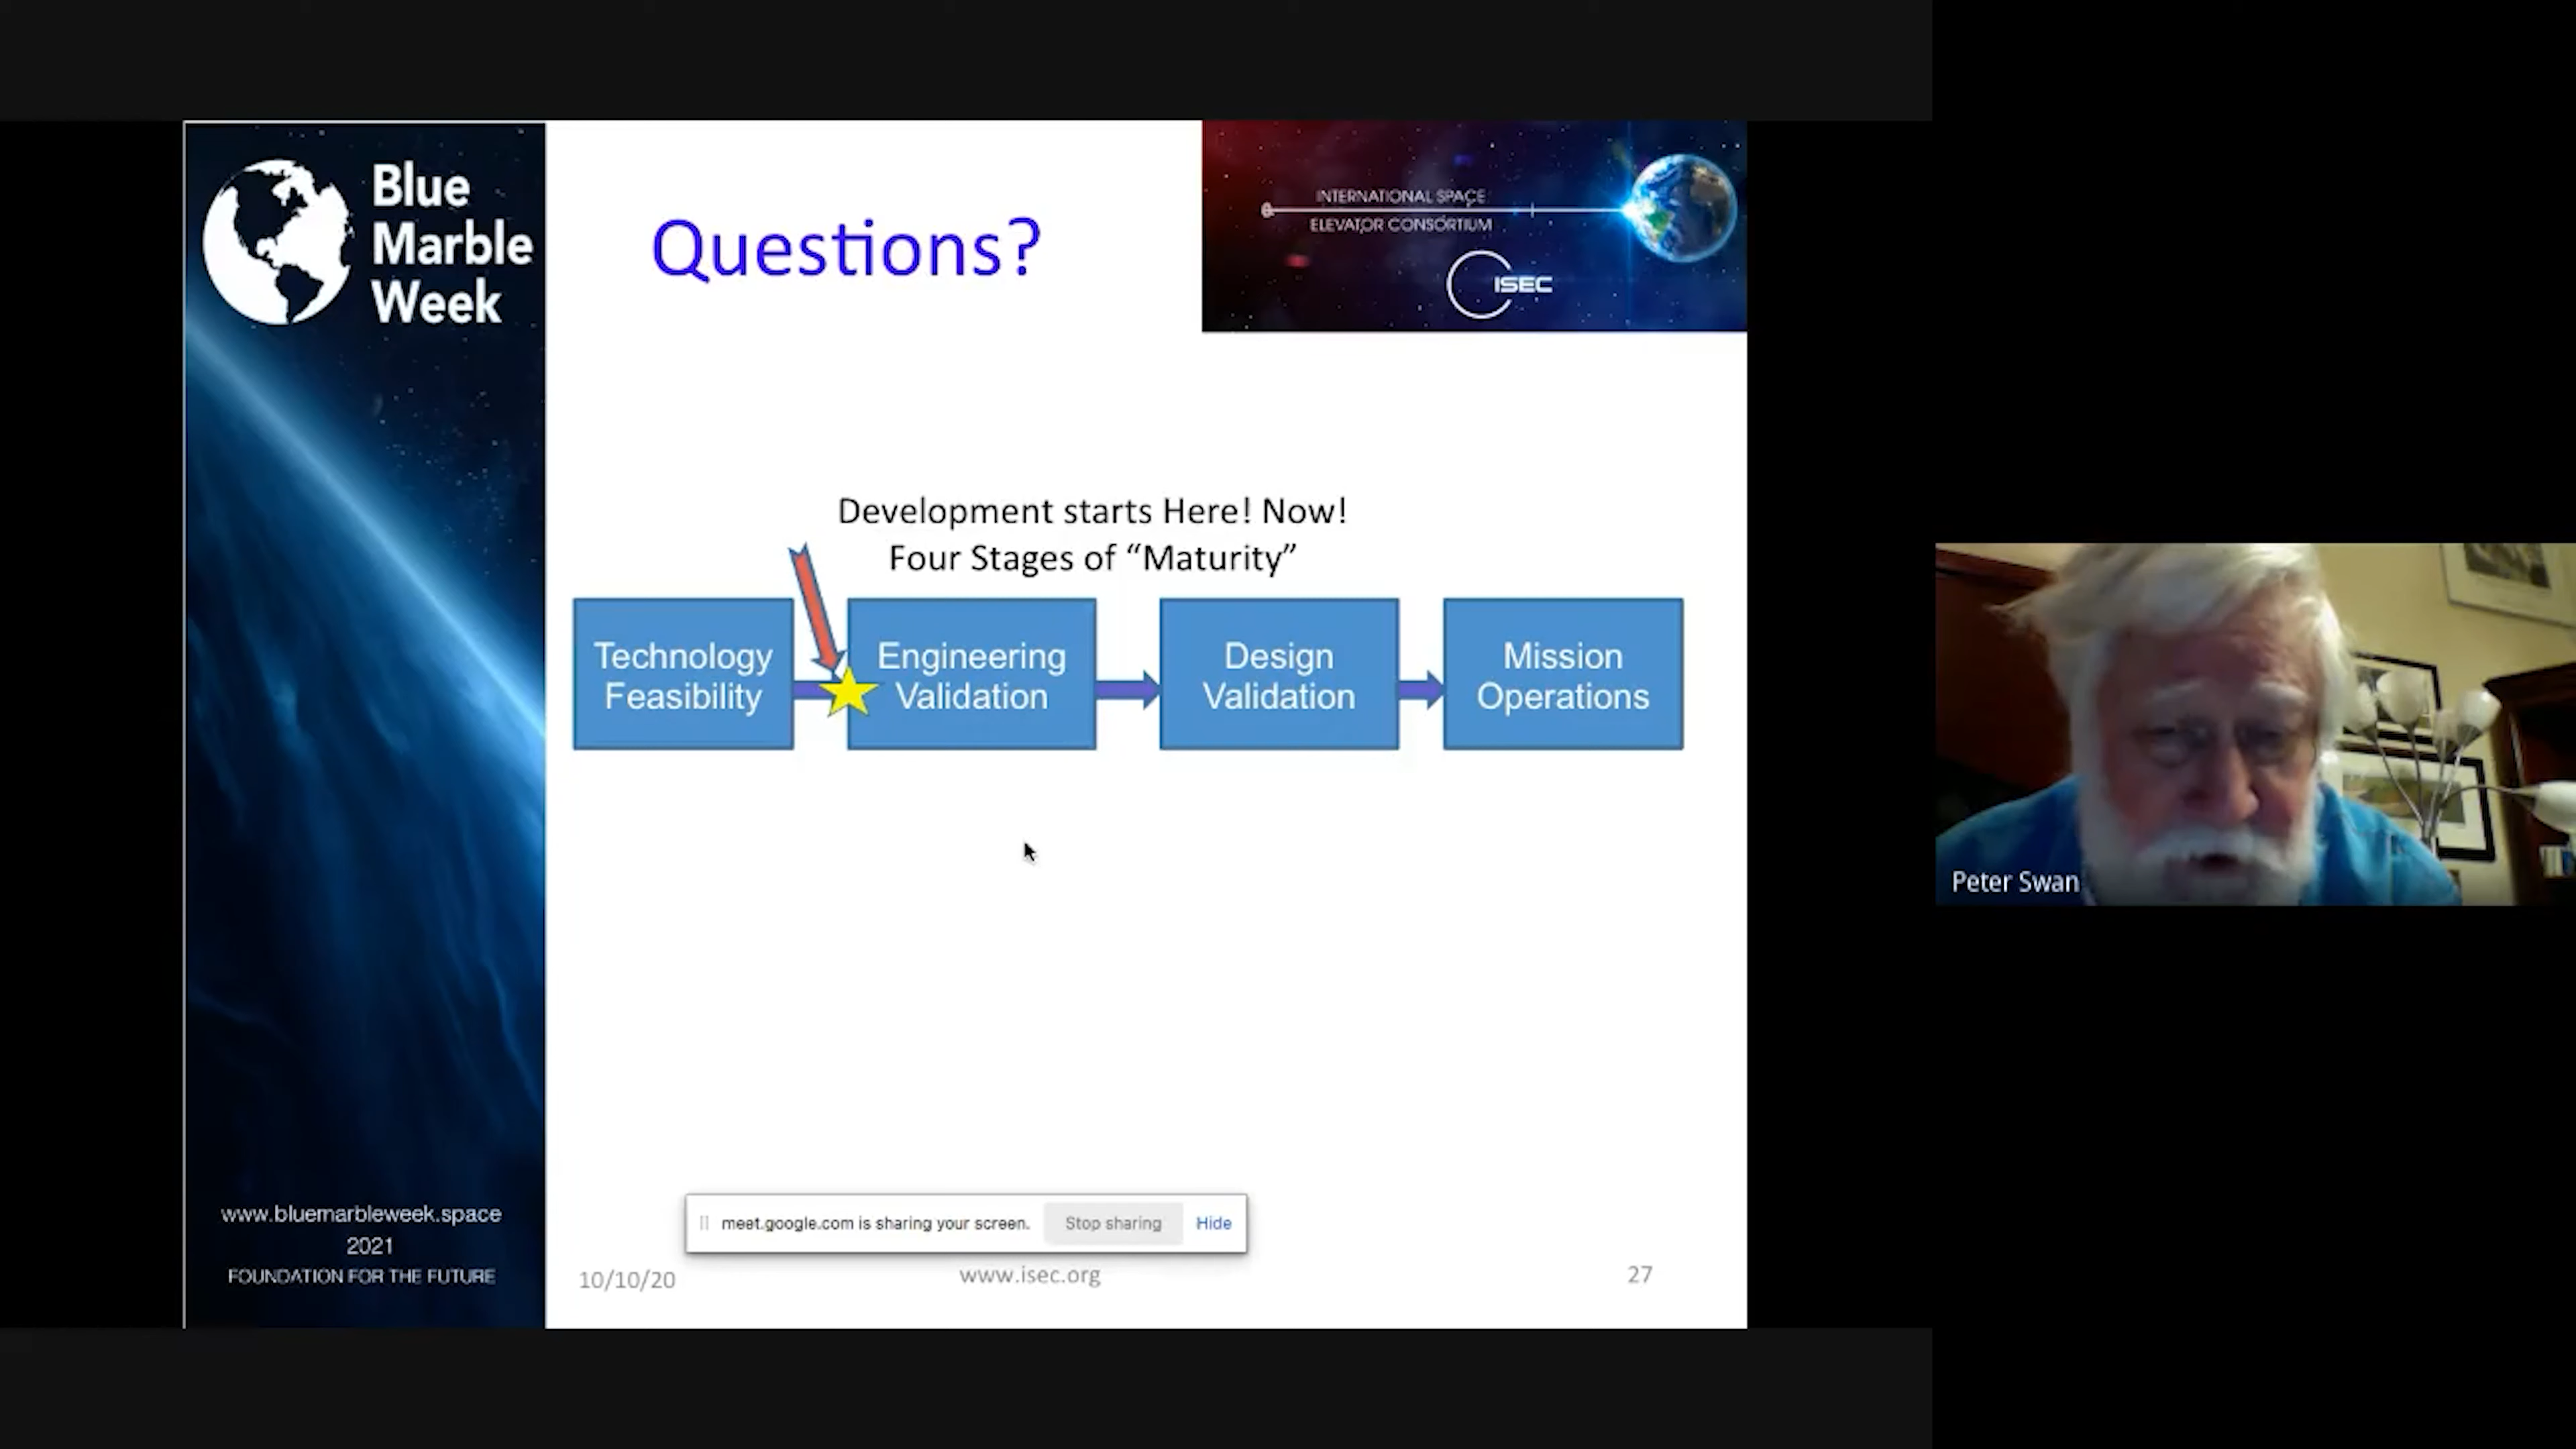 Blue
Marble
Week
Questions?
INTERNATIONAL SPACE
ELEVATOR CONSORTIUM
ISEC
Development starts Here! Now!
Four Stages of “Maturity”
Technology
Feasibility
Engineering
Validation
Design
Validation
Mission
Operations
Peter Swan
www.bluemarbleweek.space
2021
FOUNDATION FOR THE FUTURE
meet.google.com is sharing your screen.
Stop sharing
Hide
10/10/20
www.isec.org
27